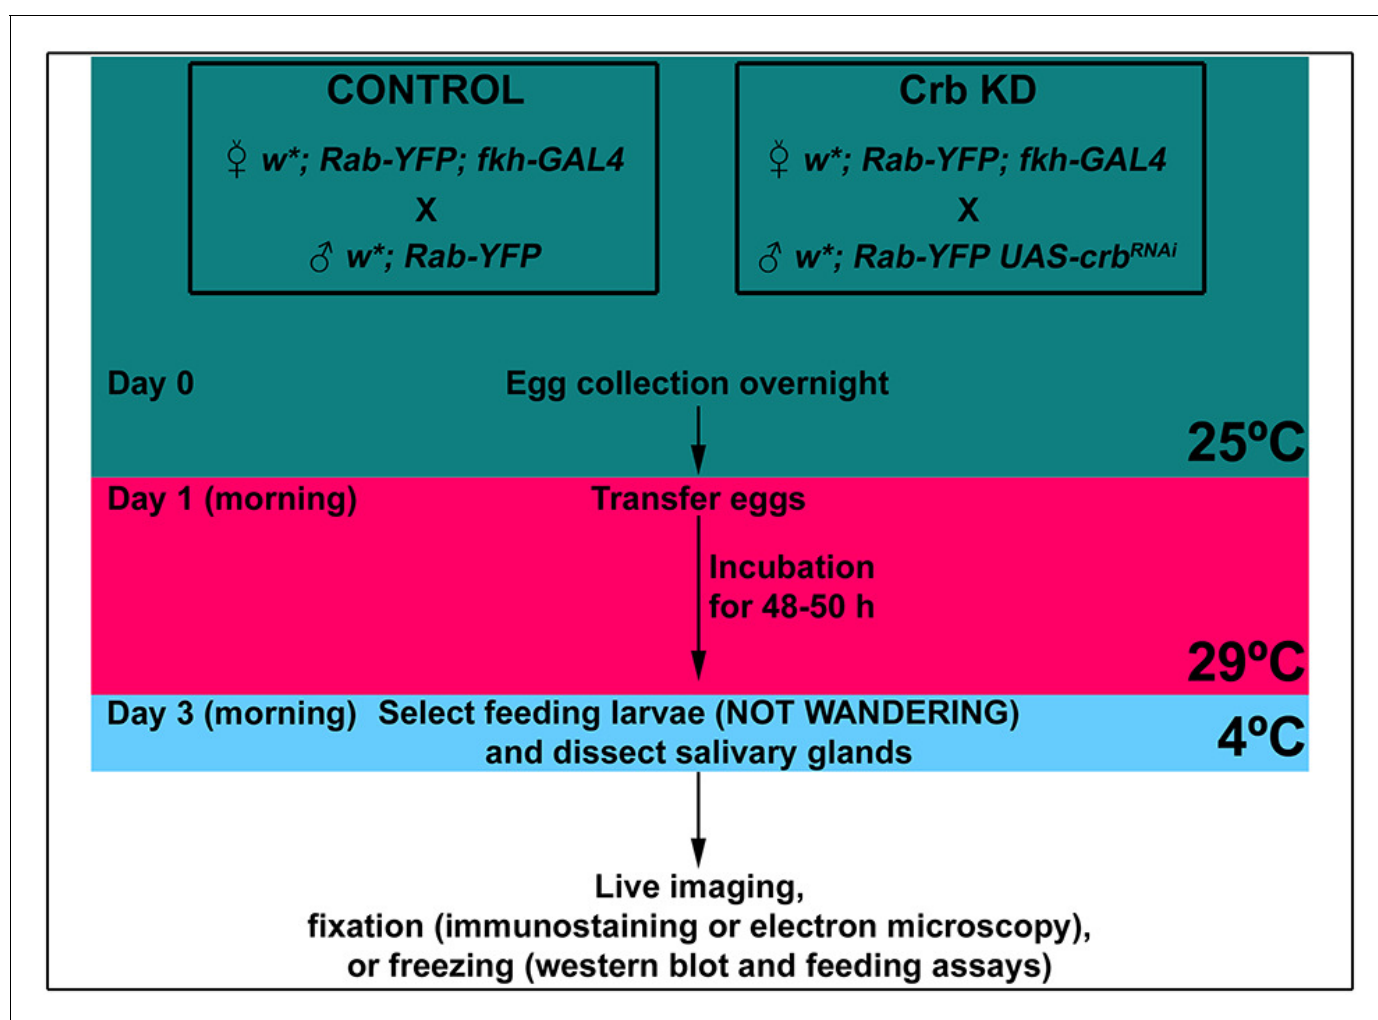 CONTROL
⚨ w*; Rab-YFP; fkh-GAL4
X
♂ w*; Rab-YFP
Crb KD
⚨ w*; Rab-YFP; fkh-GAL4
X
♂ w*; Rab-YFP UAS-crbRNAi
Day 0
Egg collection overnight
25ºC
Day 1 (morning)
Transfer eggs
Incubation
for 48-50 h
29ºC
Day 3 (morning)
Select feeding larvae (NOT WANDERING)
and dissect salivary glands
4ºC
Live imaging,
fixation (immunostaining or electron microscopy),
or freezing (western blot and feeding assays)